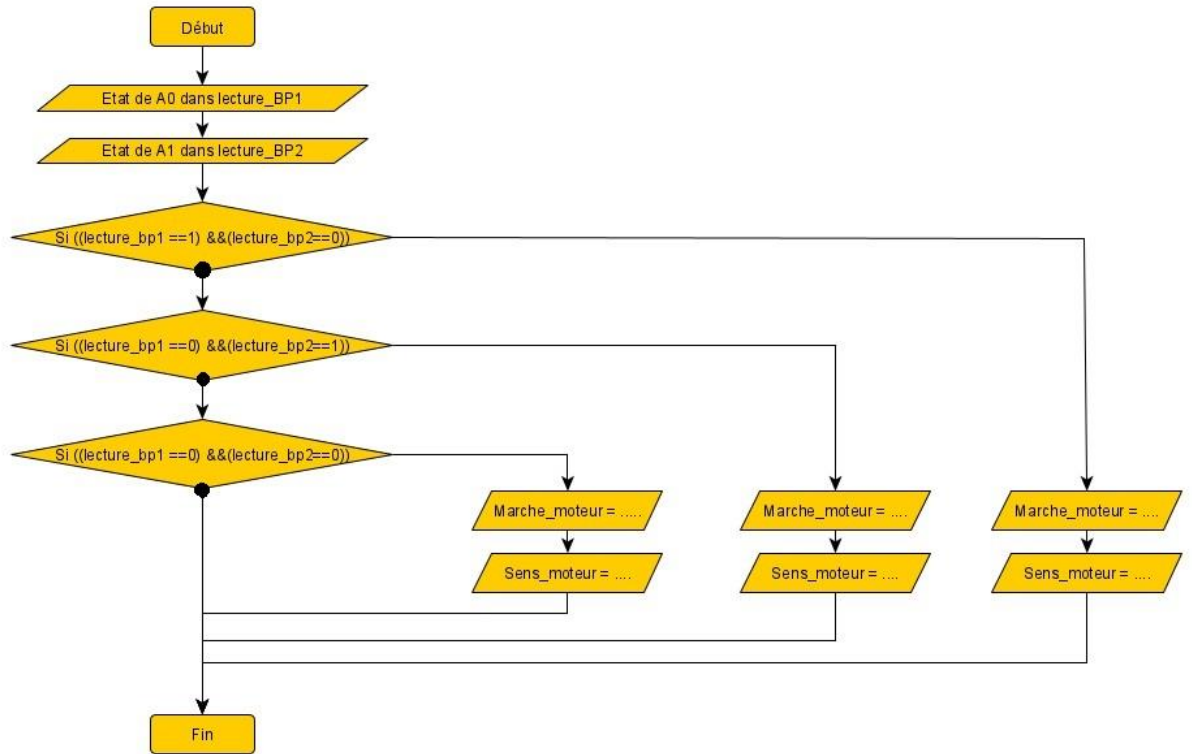 Début
Etat de A0 dans lecture_BP1
Etat de A1 dans lecture_BP2
Si ((lecture_bp1 ==1) &&(lecture_bp2==0))
Si ((lecture_bp1 ==0) &&(lecture_bp2==1))
Si ((lecture_bp1 ==0) &&(lecture_bp2==0))
Marche_moteur = .....
Marche_moteur = ....
Marche_moteur = ....
Sens_moteur = ....
Sens_moteur = ....
Sens_moteur = ....
Fin